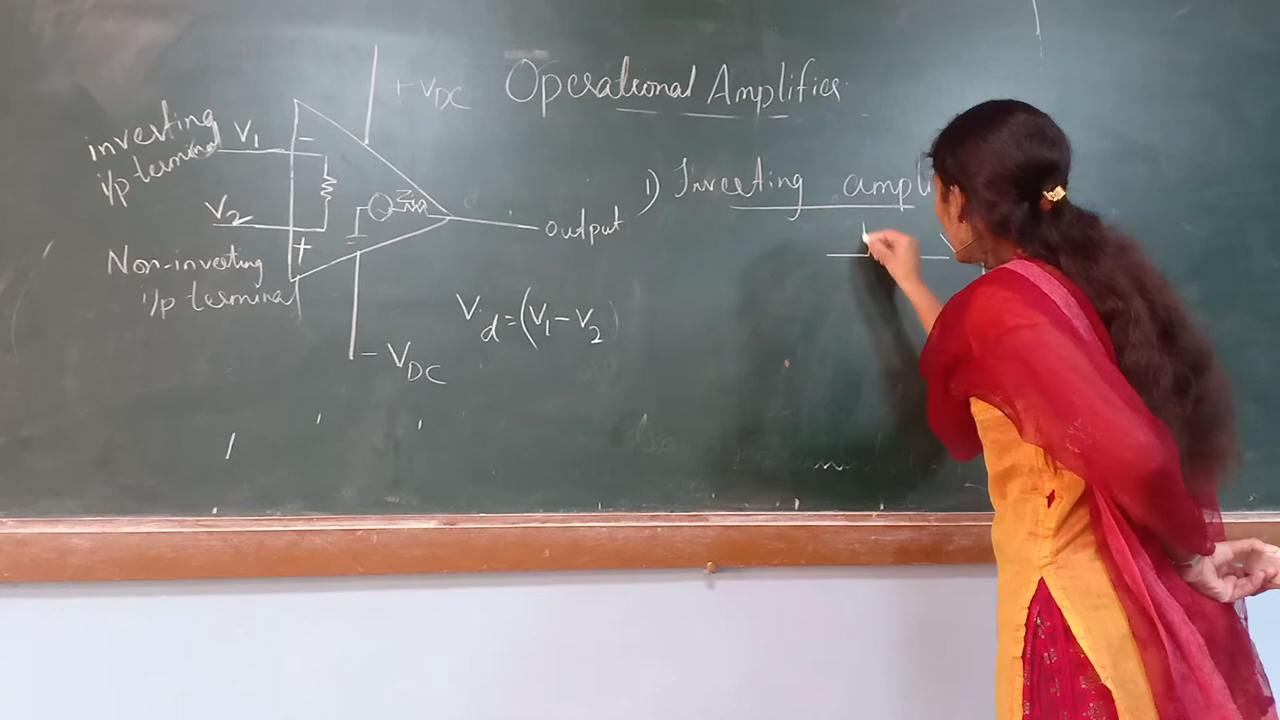 Operational Amplifier
+VDC
inverting
i/p terminal
V1
-
V2
+
Non-inverting
i/p terminal
output
-VDC
Vd=(V1-V2)
1) Inverting ampl